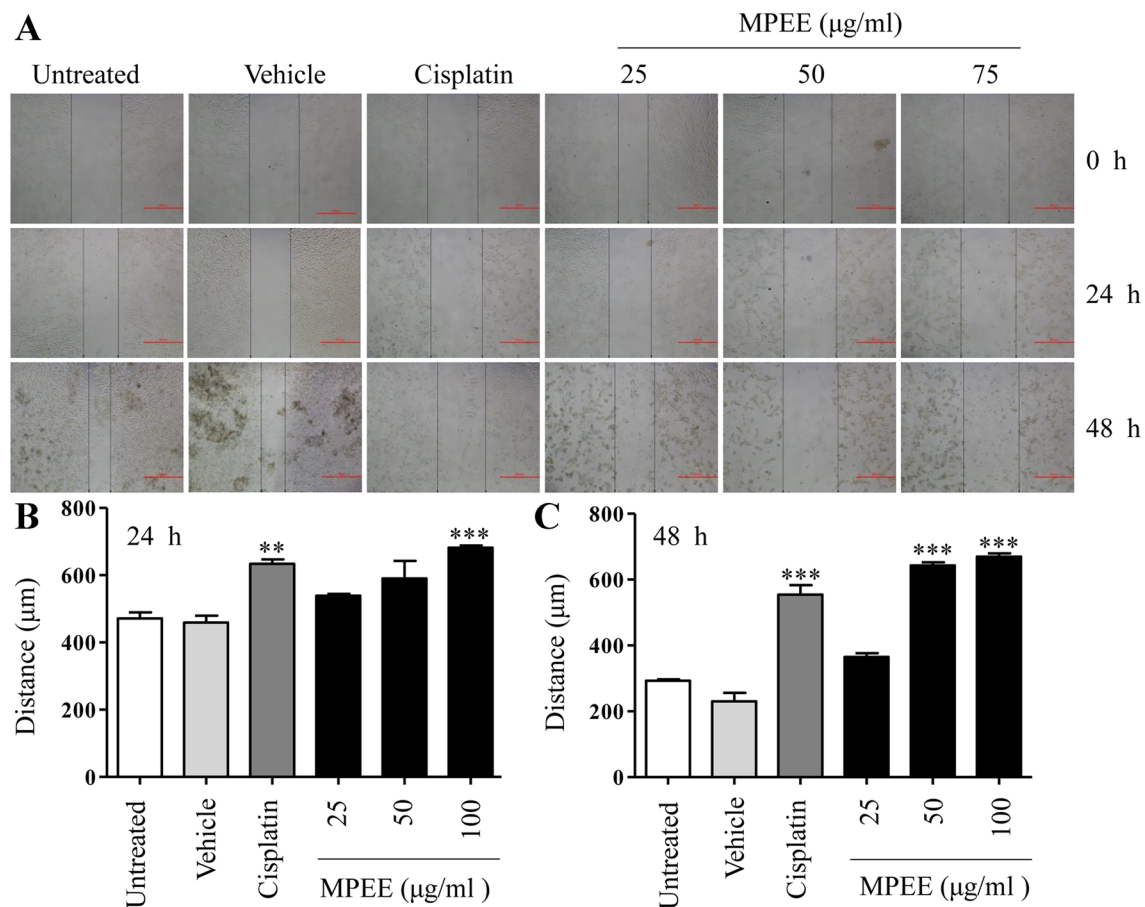 A
MPEE (μg/ml)
Untreated Vehicle Cisplatin 25 50 75
0 h
24 h
48 h
B
24 h
Distance (μm)
800
600
400
200
0
**
***
Untreated
Vehicle
Cisplatin
25
50
100
MPEE (μg/ml )
C
48 h
Distance (μm)
800
600
400
200
0
***
***
***
Untreated
Vehicle
Cisplatin
25
50
100
MPEE (μg/ml )